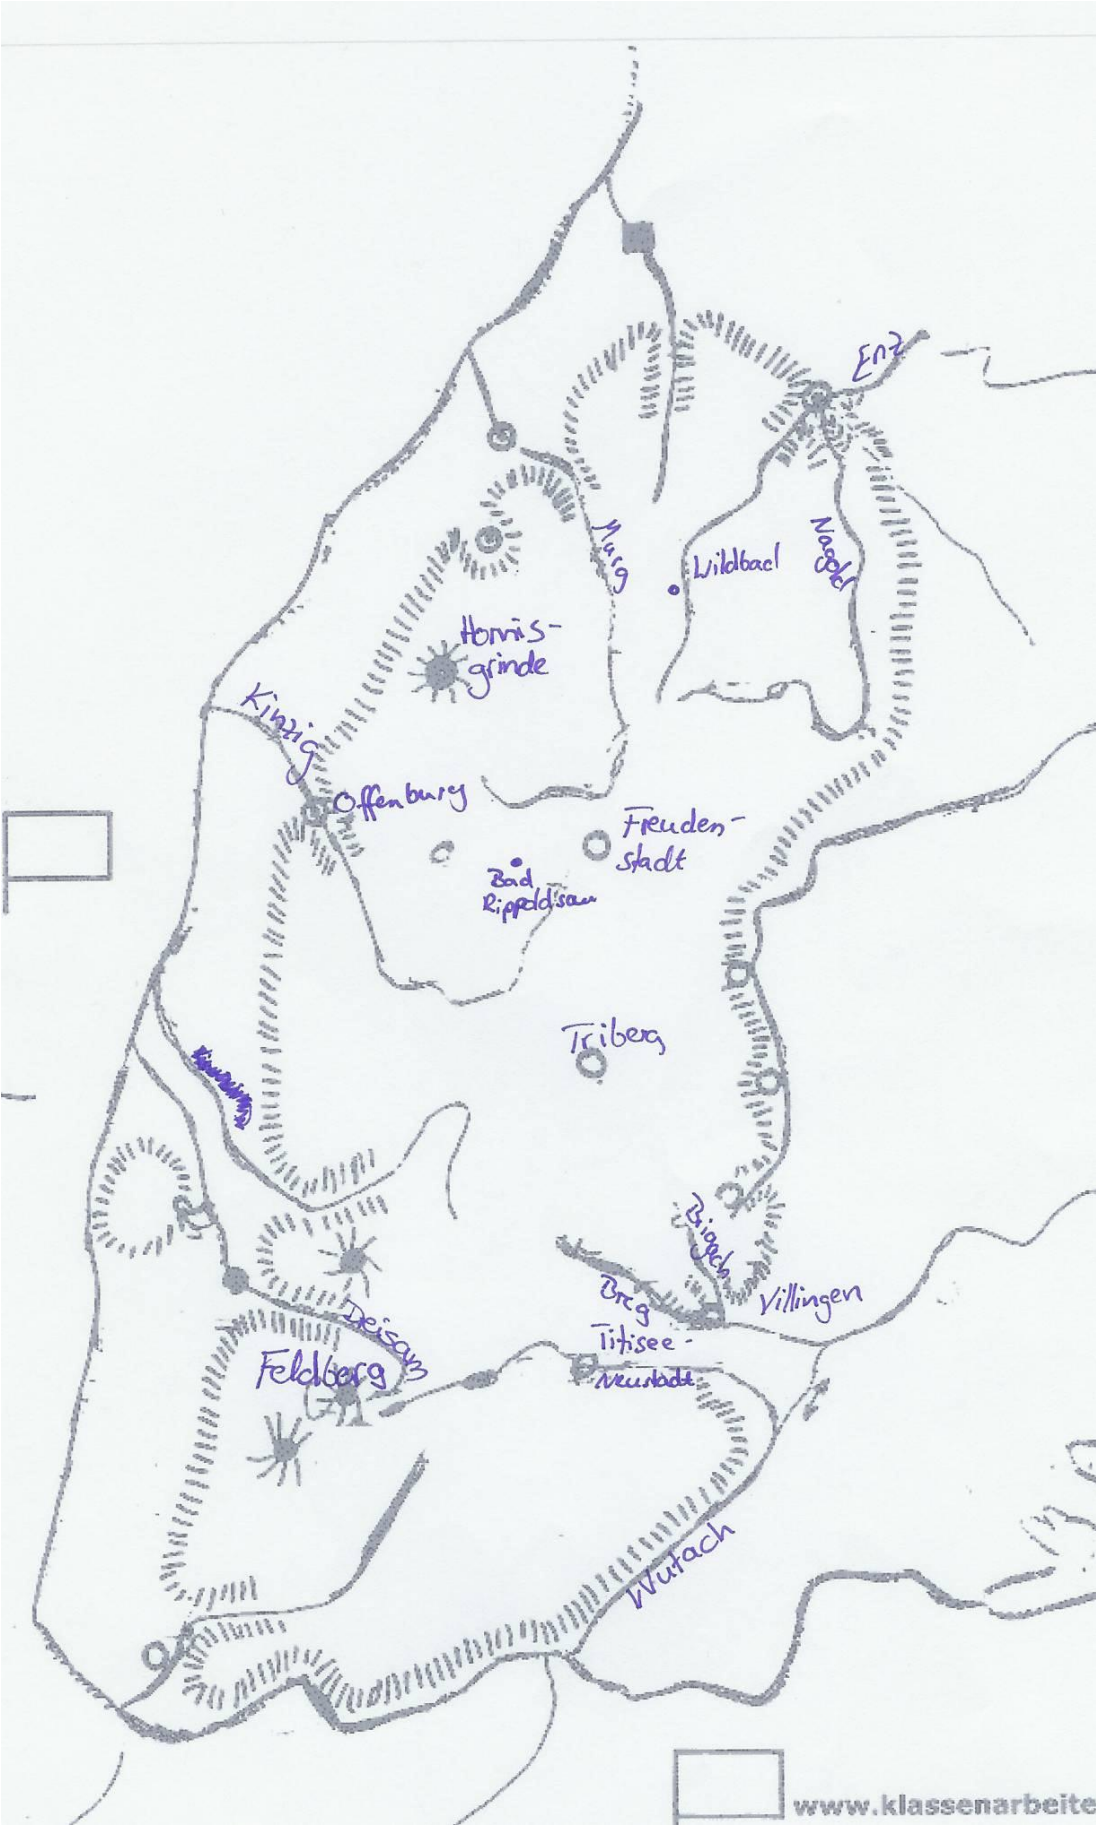 Enz
Murg
Wildbad
Nagold
Hornis-
grinde
Kinzig
Offenburg
Freuden-
stadt
Bad
Rippoldsau
Triberg
Brigach
Breg
Villingen
Titisee-
Neustadt
Deisam
Feldberg
Wutach
www.klassenarbeite